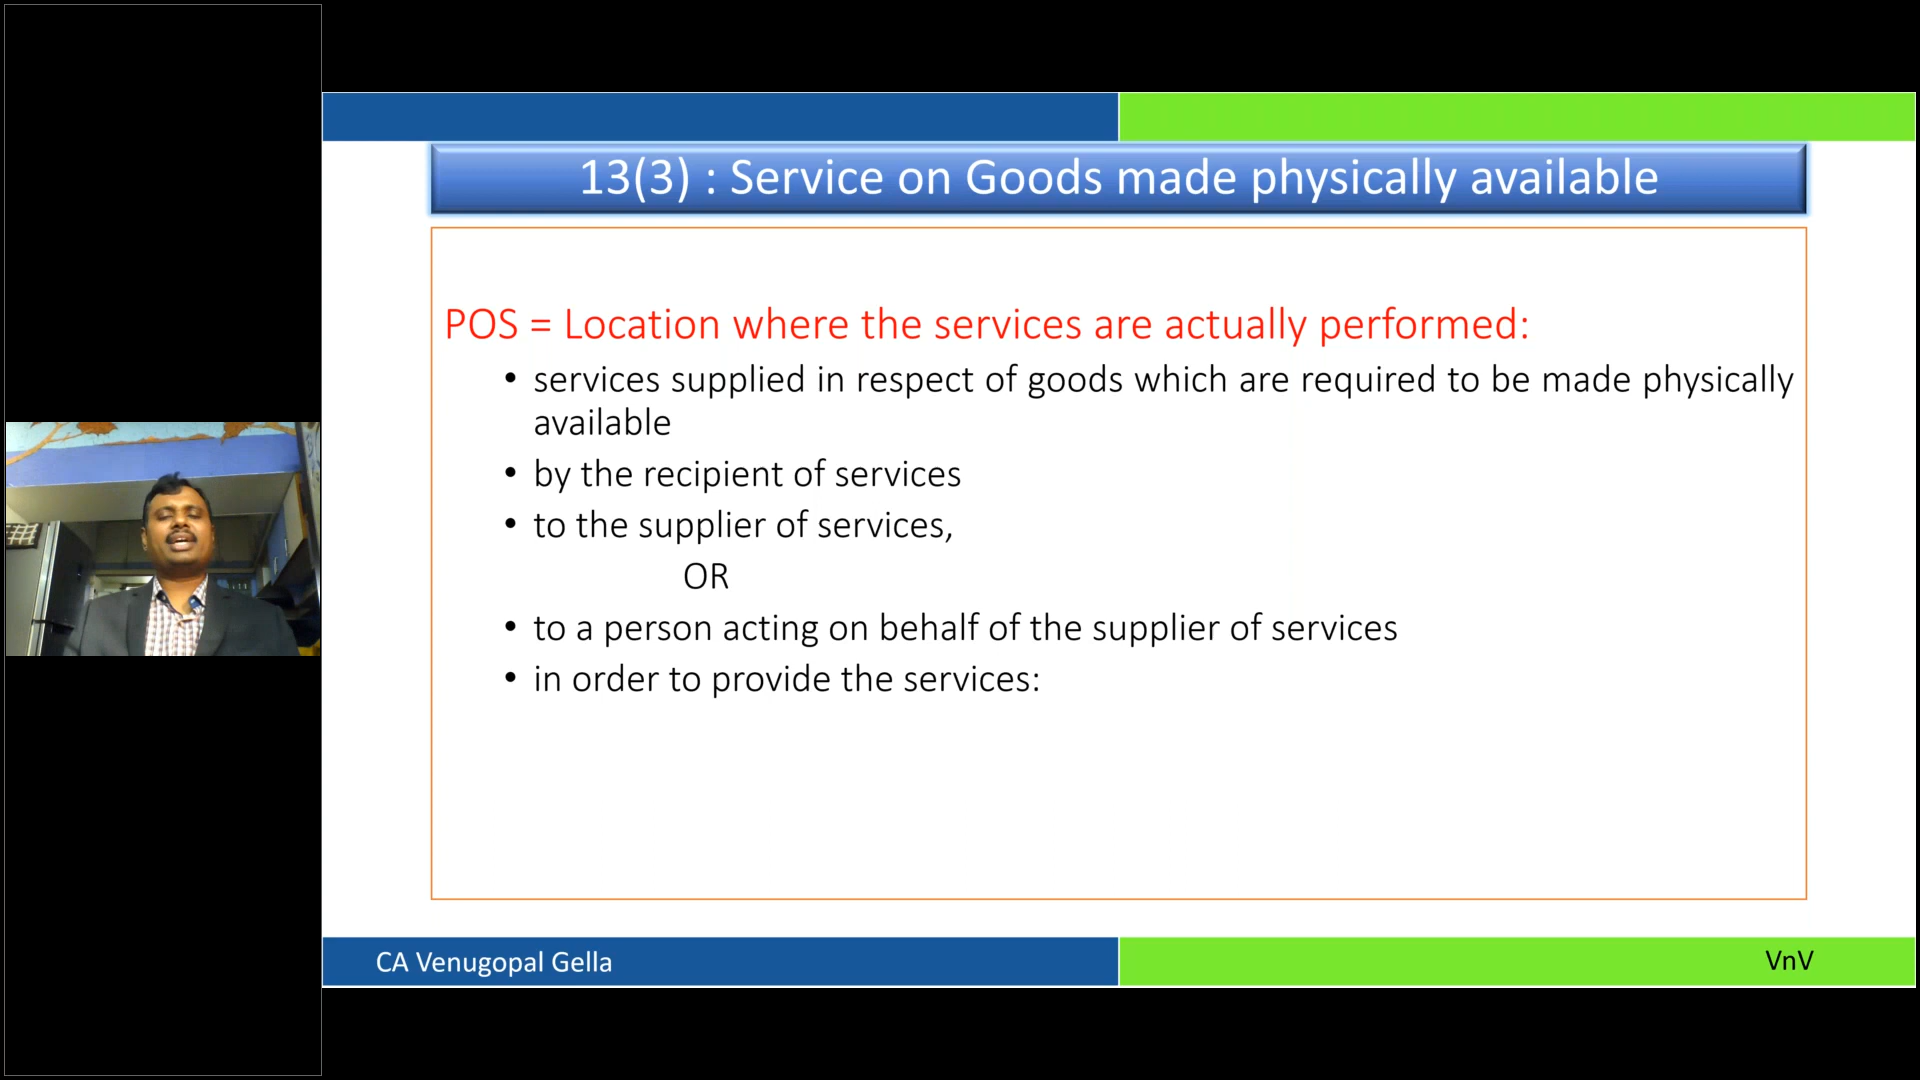 13(3) : Service on Goods made physically available
POS = Location where the services are actually performed:
• services supplied in respect of goods which are required to be made physically
available
• by the recipient of services
• to the supplier of services,
OR
• to a person acting on behalf of the supplier of services
• in order to provide the services:
CA Venugopal Gella
VnV